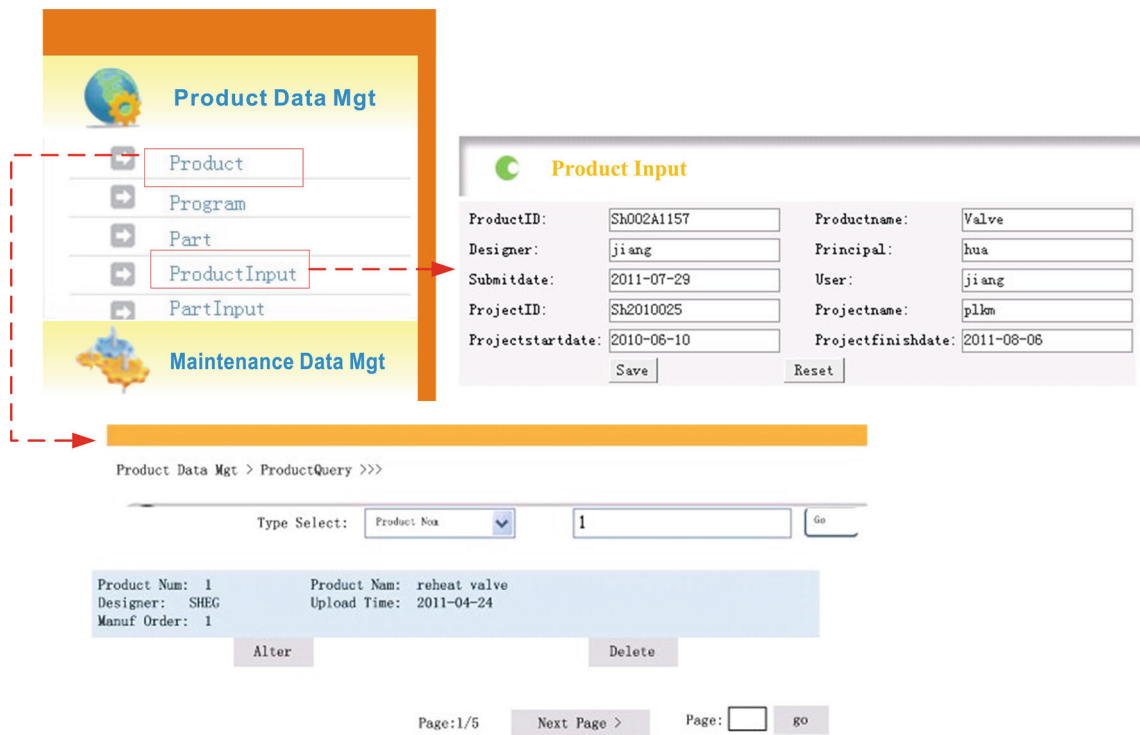 Product Data Mgt
Product
Program
Part
ProductInput
PartInput
Maintenance Data Mgt
Product Input
ProductID: Sh002A1157 Productname: Valve
Designer: jiang Principal: hua
Submitdate: 2011-07-29 User: jiang
ProjectID: Sh2010025 Projectname: plkm
Projectstartdate: 2010-06-10 Projectfinishdate: 2011-08-06
Save Reset
Product Data Mgt > ProductQuery >>>
Type Select: Product Nom 1 Go
Product Num: 1 Product Nam: reheat valve
Designer: SHEG Upload Time: 2011-04-24
Manuf Order: 1
Alter Delete
Page:1/5 Next Page > Page: go